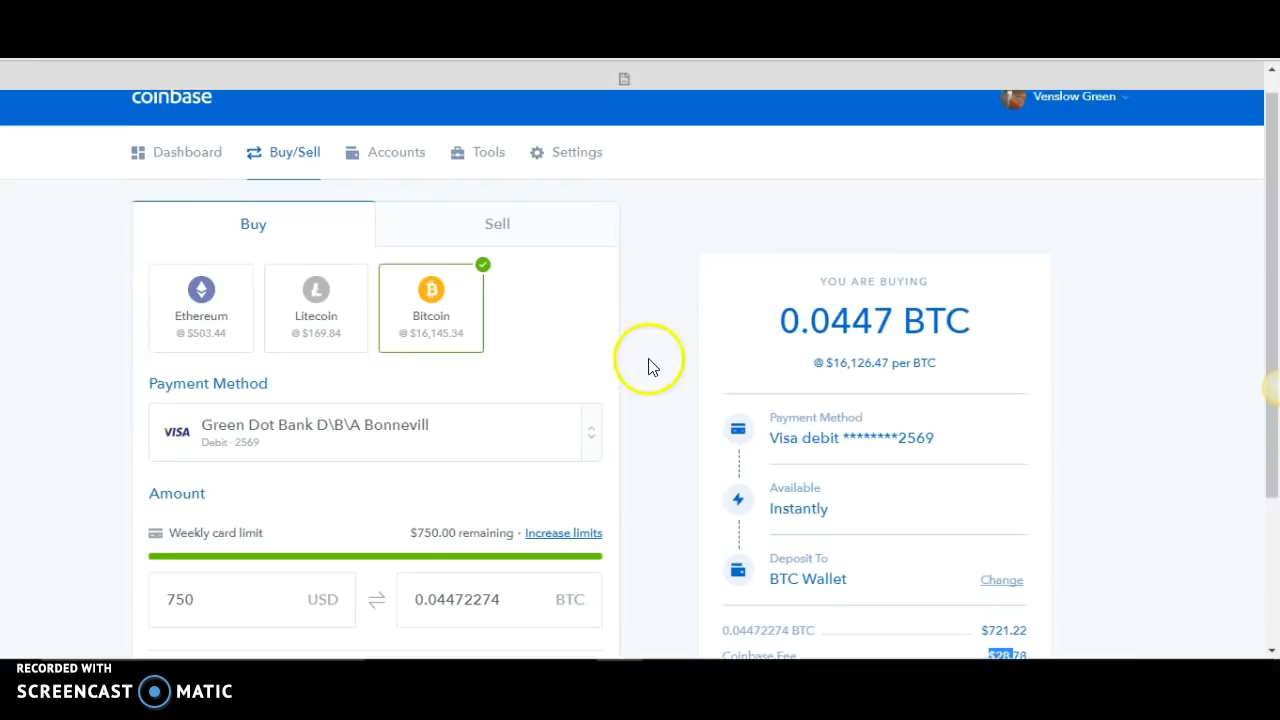 coinbase
Venslow Green
Dashboard
Buy/Sell
Accounts
Tools
Settings
Buy
Sell
Ethereum
@ $503.44
Litecoin
@ $169.84
Bitcoin
@ $16,145.34
Payment Method
VISA
Green Dot Bank D\B\A Bonnevill
Debit · 2569
Amount
Weekly card limit
$750.00 remaining · Increase limits
750 USD
0.04472274 BTC
YOU ARE BUYING
0.0447 BTC
@ $16,126.47 per BTC
Payment Method
Visa debit ********2569
Available
Instantly
Deposit To
BTC Wallet
Change
0.04472274 BTC $721.22
Coinbase Fee $28.78
RECORDED WITH
SCREENCAST MATIC